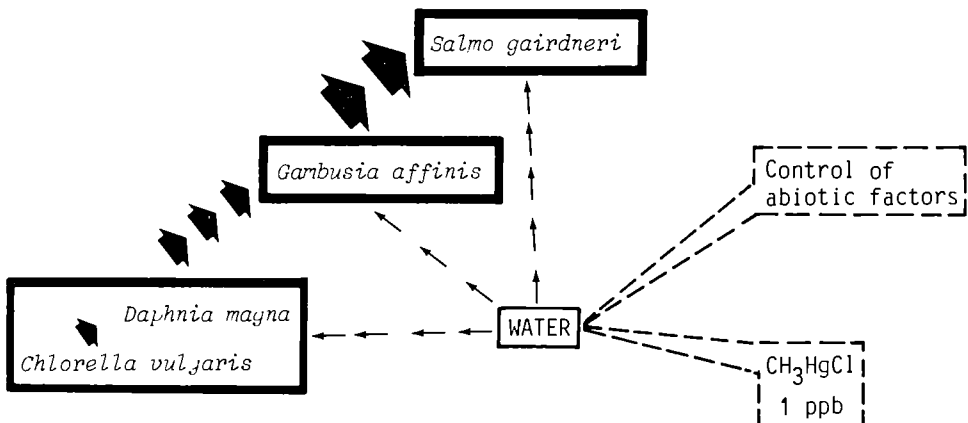 Salmo gairdneri
Gambusia affinis
Control of
abiotic factors
Daphnia magna
WATER
Chlorella vulgaris
CH₃HgCl
1 ppb